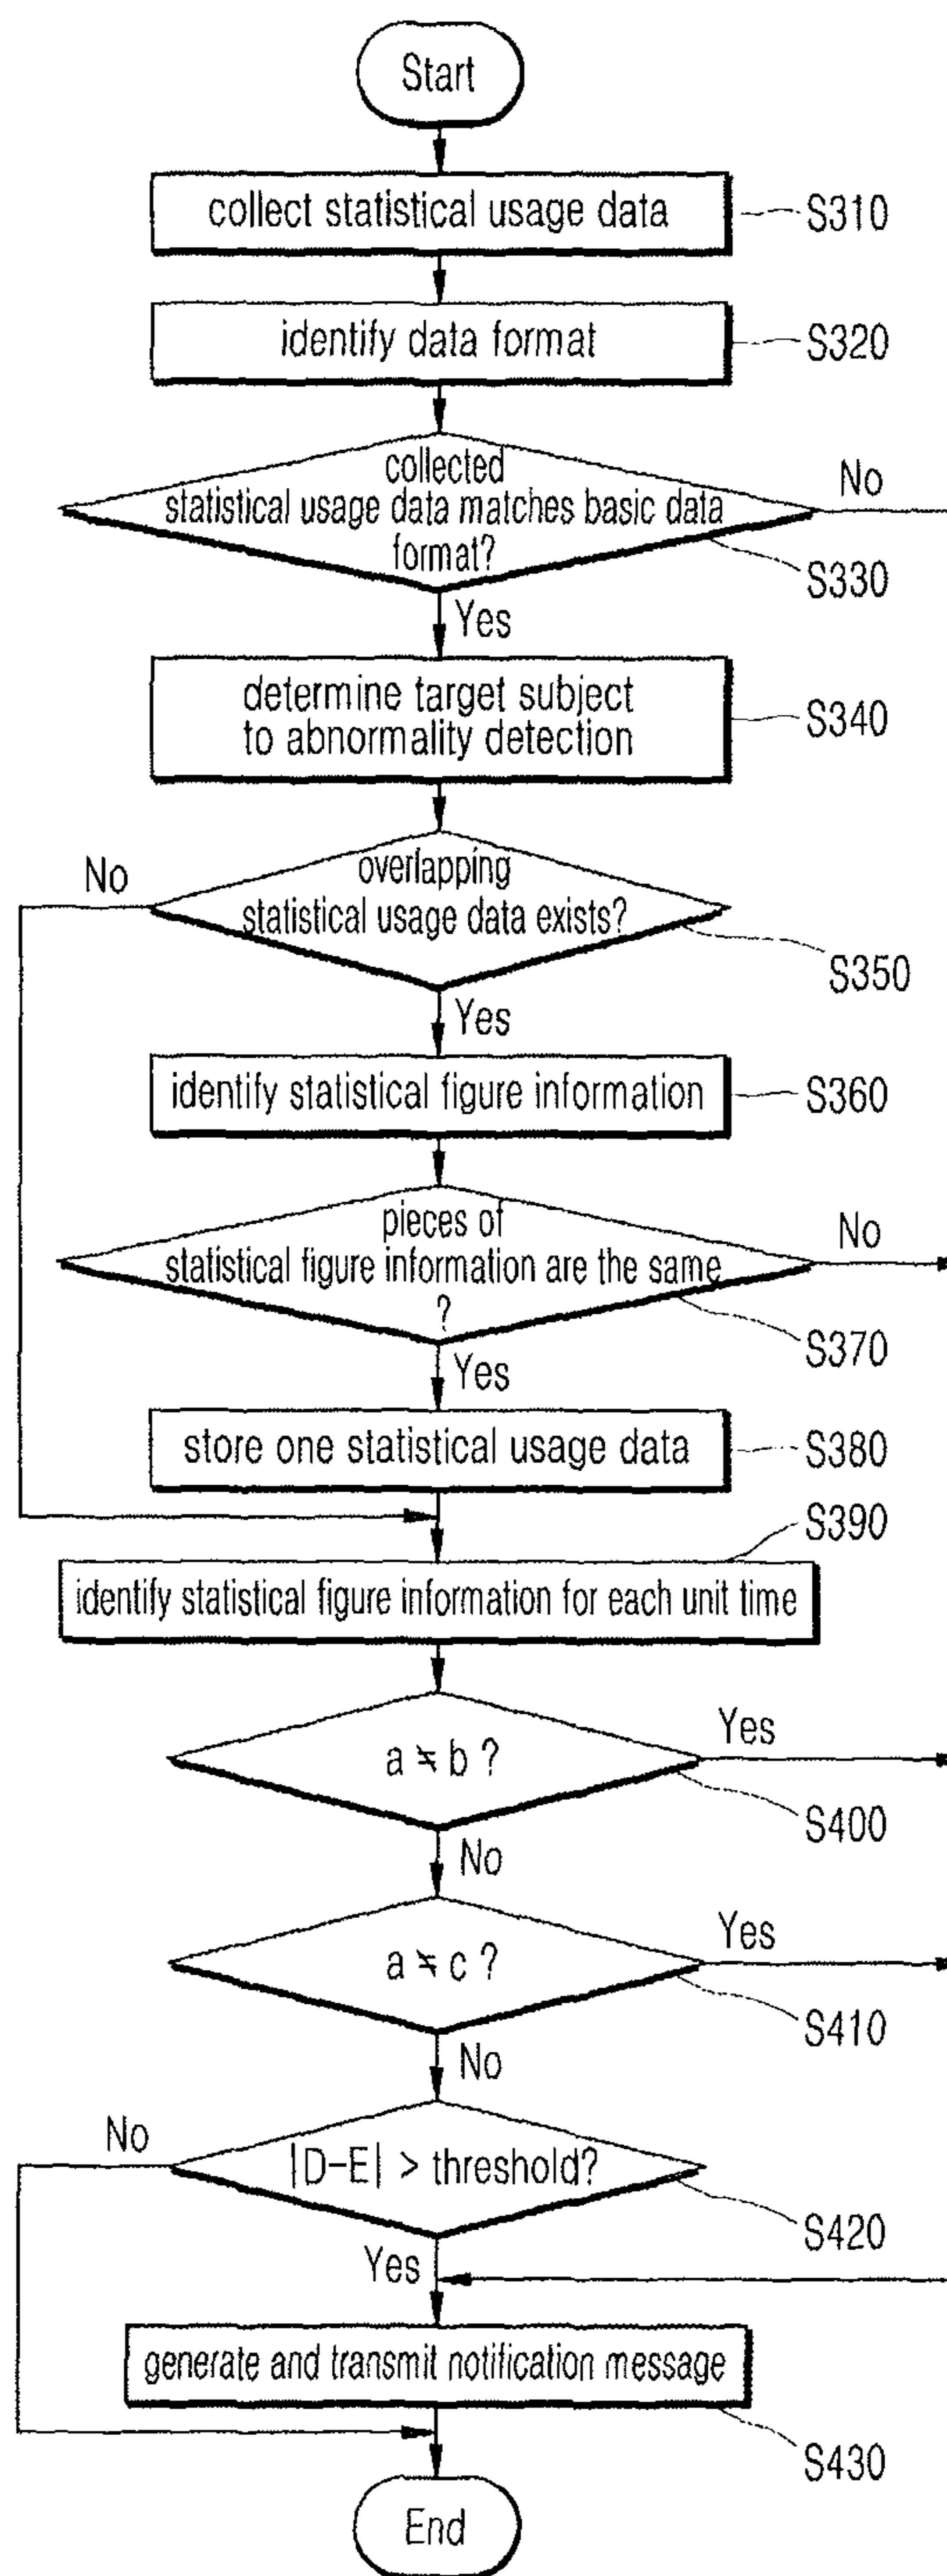 Start
collect statistical usage data
S310
identify data format
S320
collected
statistical usage data matches basic data
format?
No
S330
Yes
determine target subject
to abnormality detection
S340
No
overlapping
statistical usage data exists?
S350
Yes
identify statistical figure information
S360
pieces of
statistical figure information are the same
?
No
S370
Yes
store one statistical usage data
S380
S390
identify statistical figure information for each unit time
a ≠ b ?
Yes
S400
No
a ≠ c ?
Yes
S410
No
No
|D-E| > threshold?
S420
Yes
generate and transmit notification message
S430
End